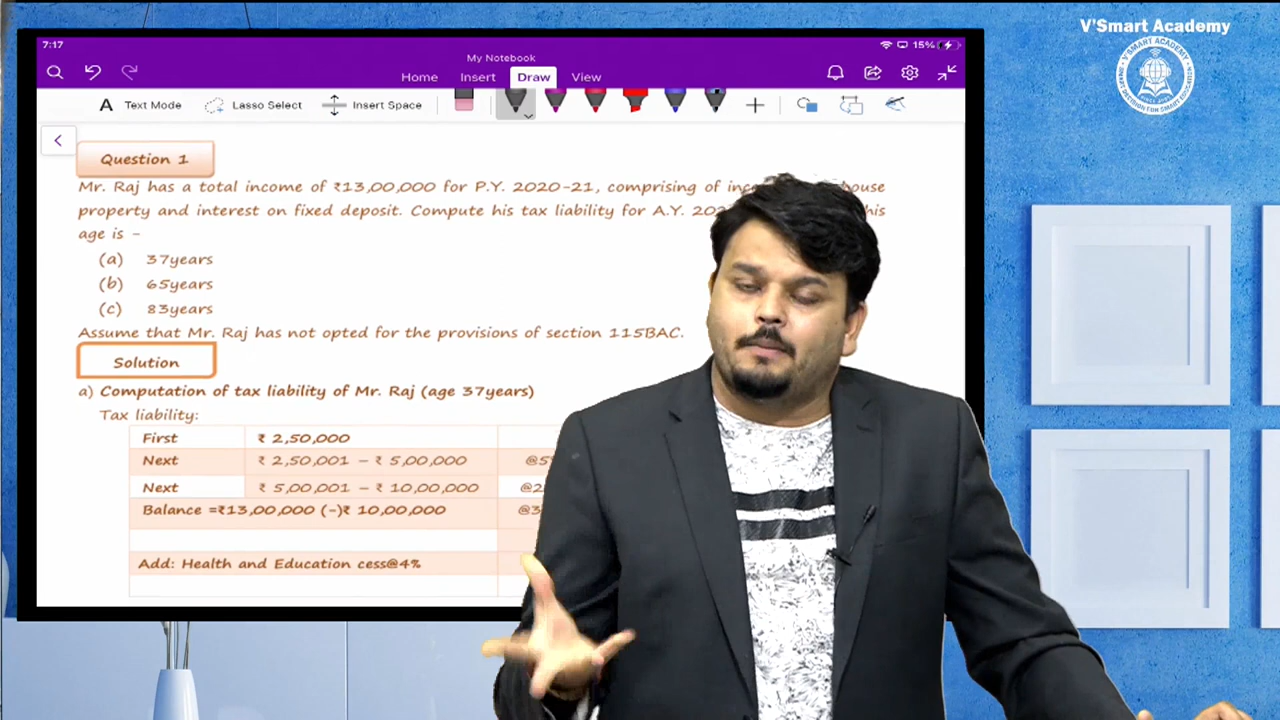 V'Smart Academy
7:17
15%
My Notebook
Home Insert Draw View
A Text Mode Lasso Select Insert Space
Question 1
Mr. Raj has a total income of ₹13,00,000 for P.Y. 2020-21, comprising of
property and interest on fixed deposit. Compute his tax liability for A.Y. his
age is -
(a) 37years
(b) 65years
(c) 83years
Assume that Mr. Raj has not opted for the provisions of section 115BAC.
Solution
a) Computation of tax liability of Mr. Raj (age 37years)
Tax liability:
First ₹ 2,50,000
Next ₹ 2,50,001 - ₹ 5,00,000
Next ₹ 5,00,001 - ₹ 10,00,000
Balance =₹13,00,000 (-)₹ 10,00,000
Add: Health and Education cess@4%